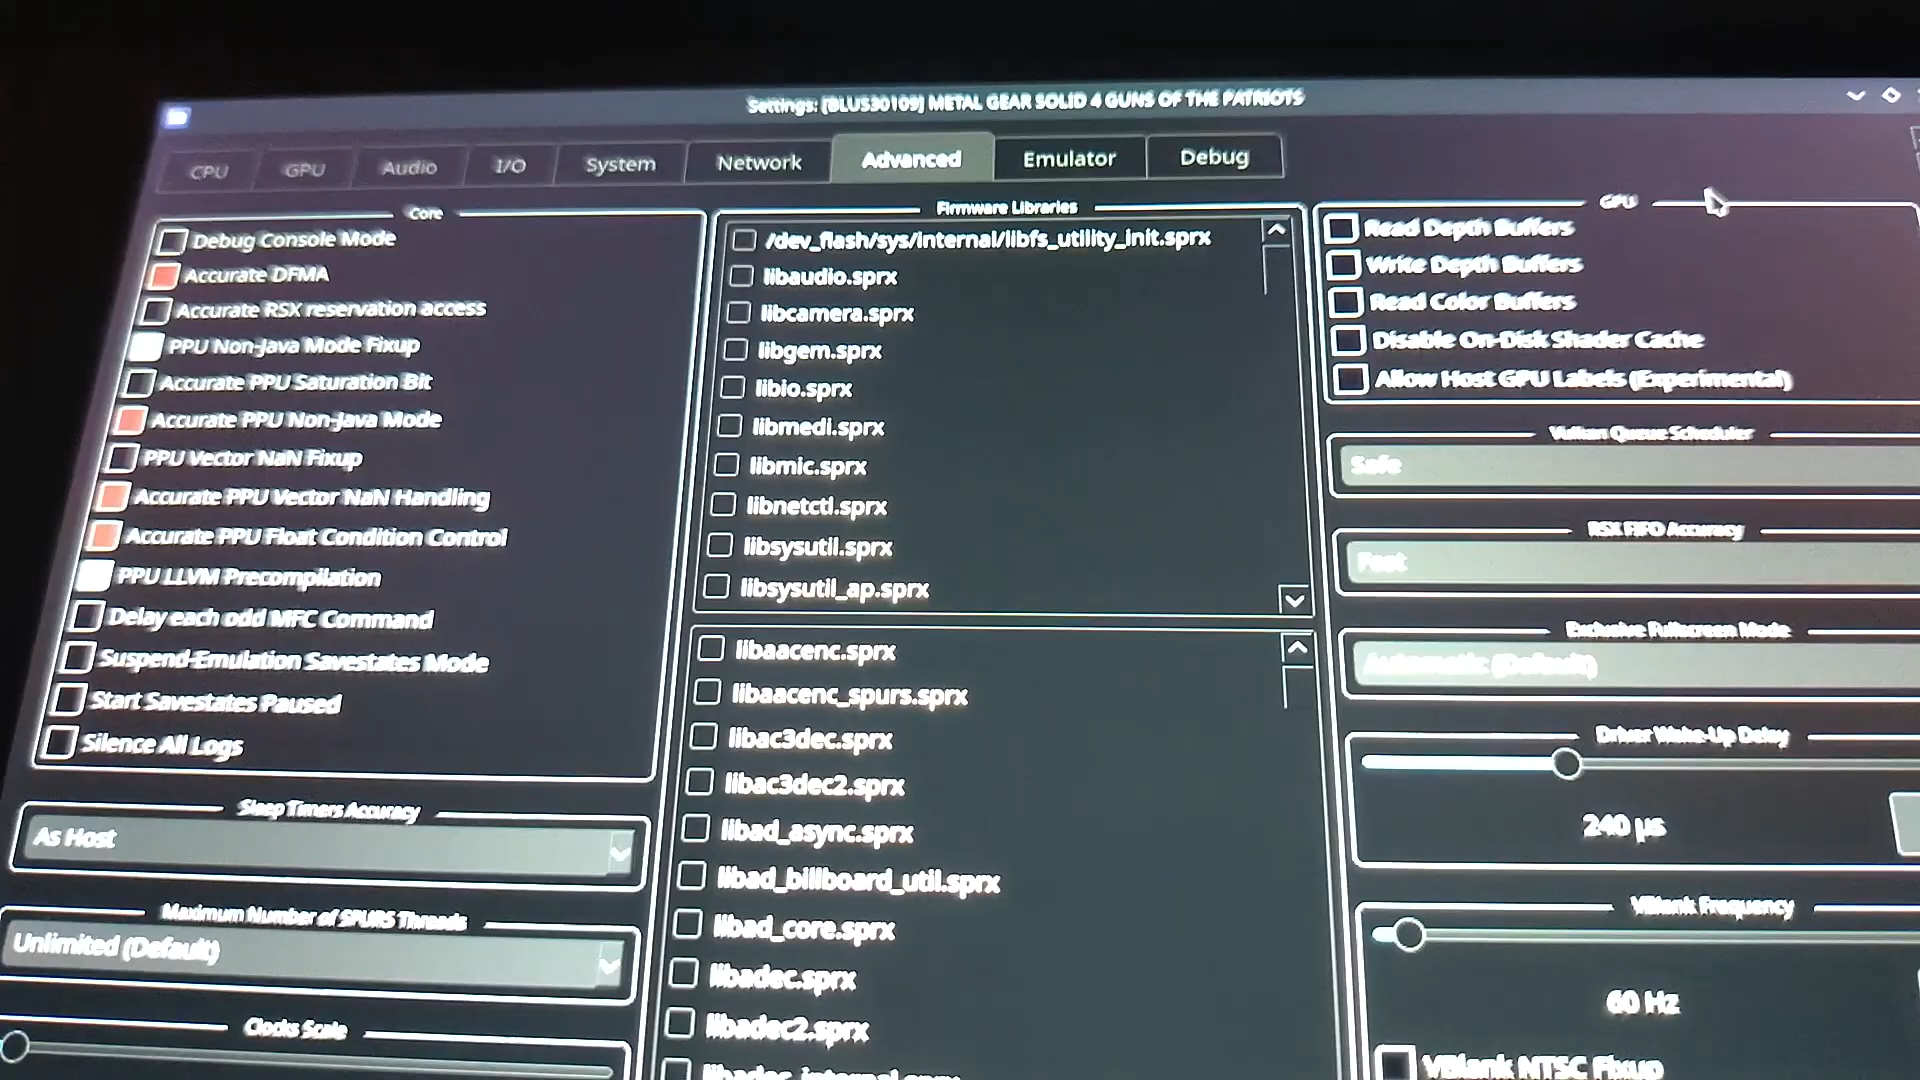 Settings: [BLUS30109] METAL GEAR SOLID 4 GUNS OF THE PATRIOTS
CPU
GPU
Audio
I/O
System
Network
Advanced
Emulator
Debug
Core
Debug Console Mode
Accurate DFMA
Accurate RSX reservation access
PPU Non-Java Mode Fixup
Accurate PPU Saturation Bit
Accurate PPU Non-Java Mode
PPU Vector NaN Fixup
Accurate PPU Vector NaN Handling
Accurate PPU Float Condition Control
PPU LLVM Precompilation
Delay each odd MFC Command
Suspend-Emulation Savestates Mode
Start Savestates Paused
Silence All Logs
Sleep Timers Accuracy
As Host
Maximum Number of SPURS Threads
Unlimited (Default)
Clocks Scale
Firmware Libraries
/dev_flash/sys/internal/libfs_utility_init.sprx
libaudio.sprx
libcamera.sprx
libgem.sprx
libio.sprx
libmedi.sprx
libmic.sprx
libnetctl.sprx
libsysutil.sprx
libsysutil_ap.sprx
libaacenc.sprx
libaacenc_spurs.sprx
libac3dec.sprx
libac3dec2.sprx
libad_async.sprx
libad_billboard_util.sprx
libad_core.sprx
libadec.sprx
libadec2.sprx
libadec_internal.sprx
GPU
Read Depth Buffers
Write Depth Buffers
Read Color Buffers
Disable On-Disk Shader Cache
Allow Host GPU Labels (Experimental)
Vulkan Queue Scheduler
Safe
RSX FIFO Accuracy
Fast
Exclusive Fullscreen Mode
Automatic (Default)
Driver Wake-Up Delay
240 µs
VBlank Frequency
60 Hz
VBlank NTSC Fixup